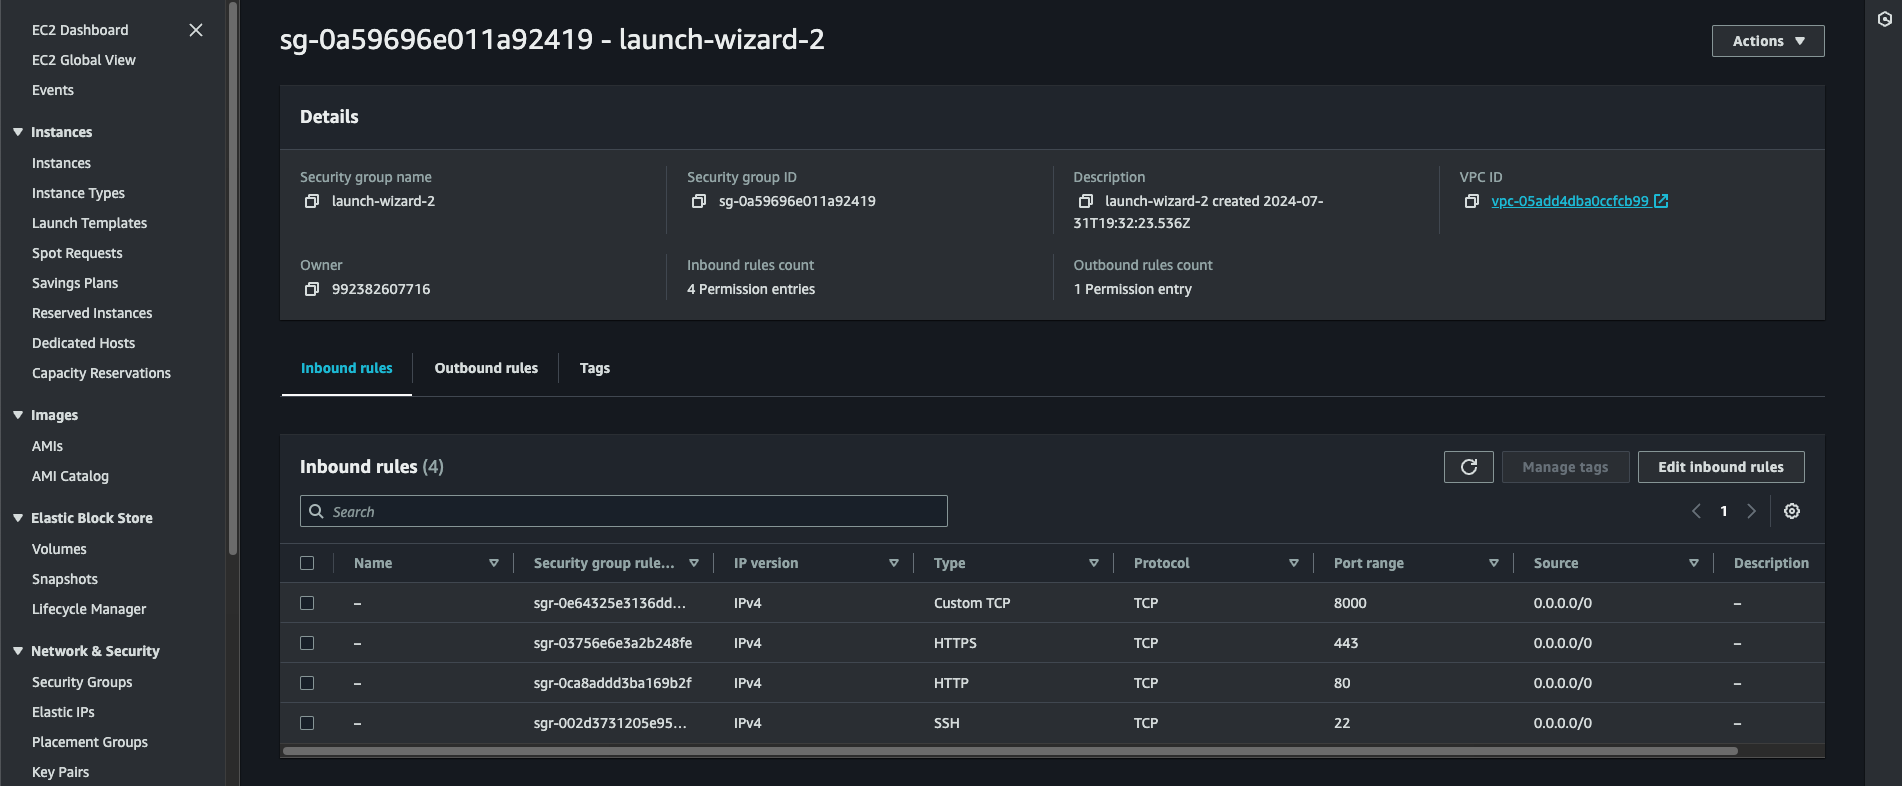 EC2 Dashboard
EC2 Global View
Events
Instances
Instances
Instance Types
Launch Templates
Spot Requests
Savings Plans
Reserved Instances
Dedicated Hosts
Capacity Reservations
Images
AMIs
AMI Catalog
Elastic Block Store
Volumes
Snapshots
Lifecycle Manager
Network & Security
Security Groups
Elastic IPs
Placement Groups
Key Pairs
sg-0a59696e011a92419 - launch-wizard-2
Actions
Details
Security group name
launch-wizard-2
Security group ID
sg-0a59696e011a92419
Description
launch-wizard-2 created 2024-07-
31T19:32:23.536Z
VPC ID
vpc-05add4dba0ccfcb99
Owner
992382607716
Inbound rules count
4 Permission entries
Outbound rules count
1 Permission entry
Inbound rules Outbound rules Tags
Inbound rules (4)
Manage tags Edit inbound rules
Search
1
Name Security group rule... IP version Type Protocol Port range Source Description
– sgr-0e64325e3136dd... IPv4 Custom TCP TCP 8000 0.0.0.0/0 –
– sgr-03756e6e3a2b248fe IPv4 HTTPS TCP 443 0.0.0.0/0 –
– sgr-0ca8addd3ba169b2f IPv4 HTTP TCP 80 0.0.0.0/0 –
– sgr-002d3731205e95... IPv4 SSH TCP 22 0.0.0.0/0 –